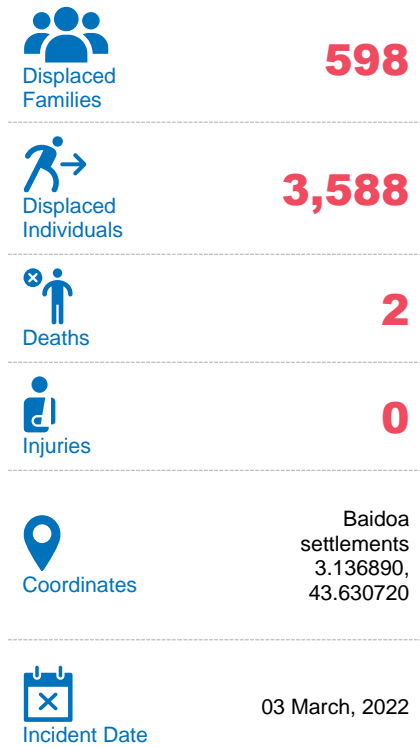 Displaced
Families
598
Displaced
Individuals
3,588
Deaths
2
Injuries
0
Coordinates
Baidoa
settlements
3.136890,
43.630720
Incident Date
03 March, 2022